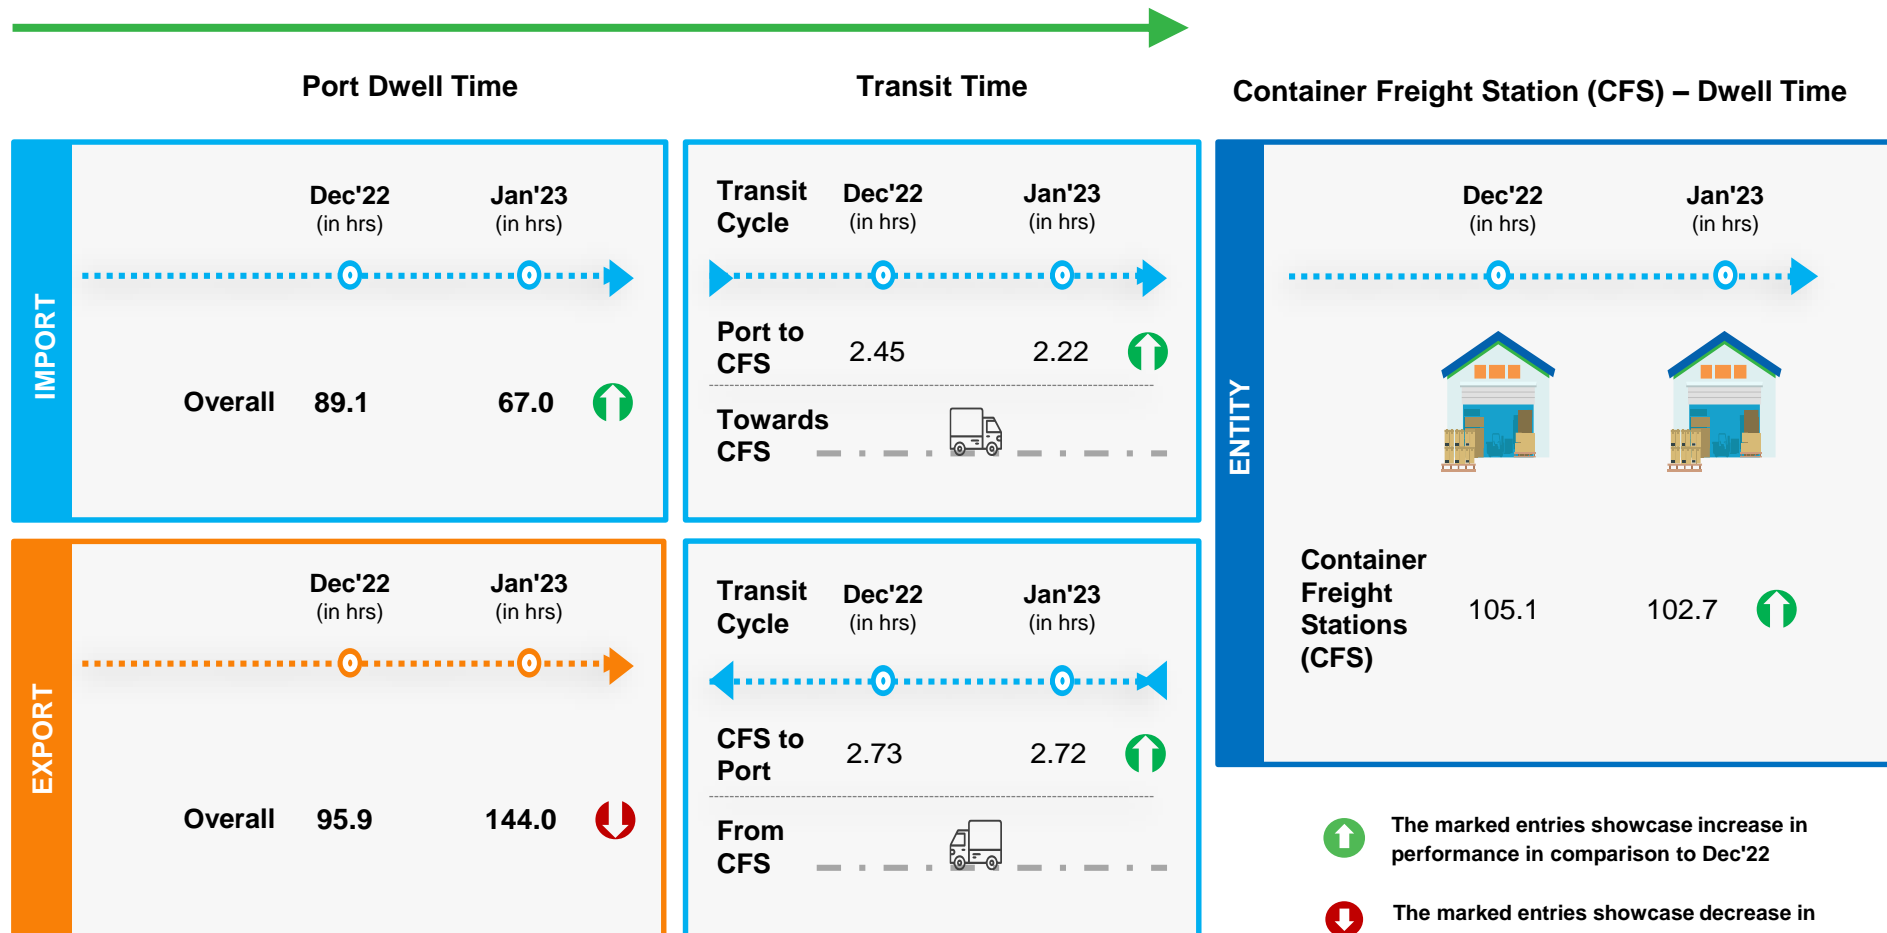 Port Dwell Time
Transit Time
Container Freight Station (CFS) – Dwell Time
IMPORT
Dec'22
(in hrs)
Jan'23
(in hrs)
Overall 89.1 67.0
Transit
Cycle
Dec'22
(in hrs)
Jan'23
(in hrs)
Port to
CFS
2.45 2.22
Towards
CFS
ENTITY
Dec'22
(in hrs)
Jan'23
(in hrs)
Container
Freight
Stations
(CFS)
105.1 102.7
EXPORT
Dec'22
(in hrs)
Jan'23
(in hrs)
Overall 95.9 144.0
Transit
Cycle
Dec'22
(in hrs)
Jan'23
(in hrs)
CFS to
Port
2.73 2.72
From
CFS
The marked entries showcase increase in
performance in comparison to Dec'22
The marked entries showcase decrease in